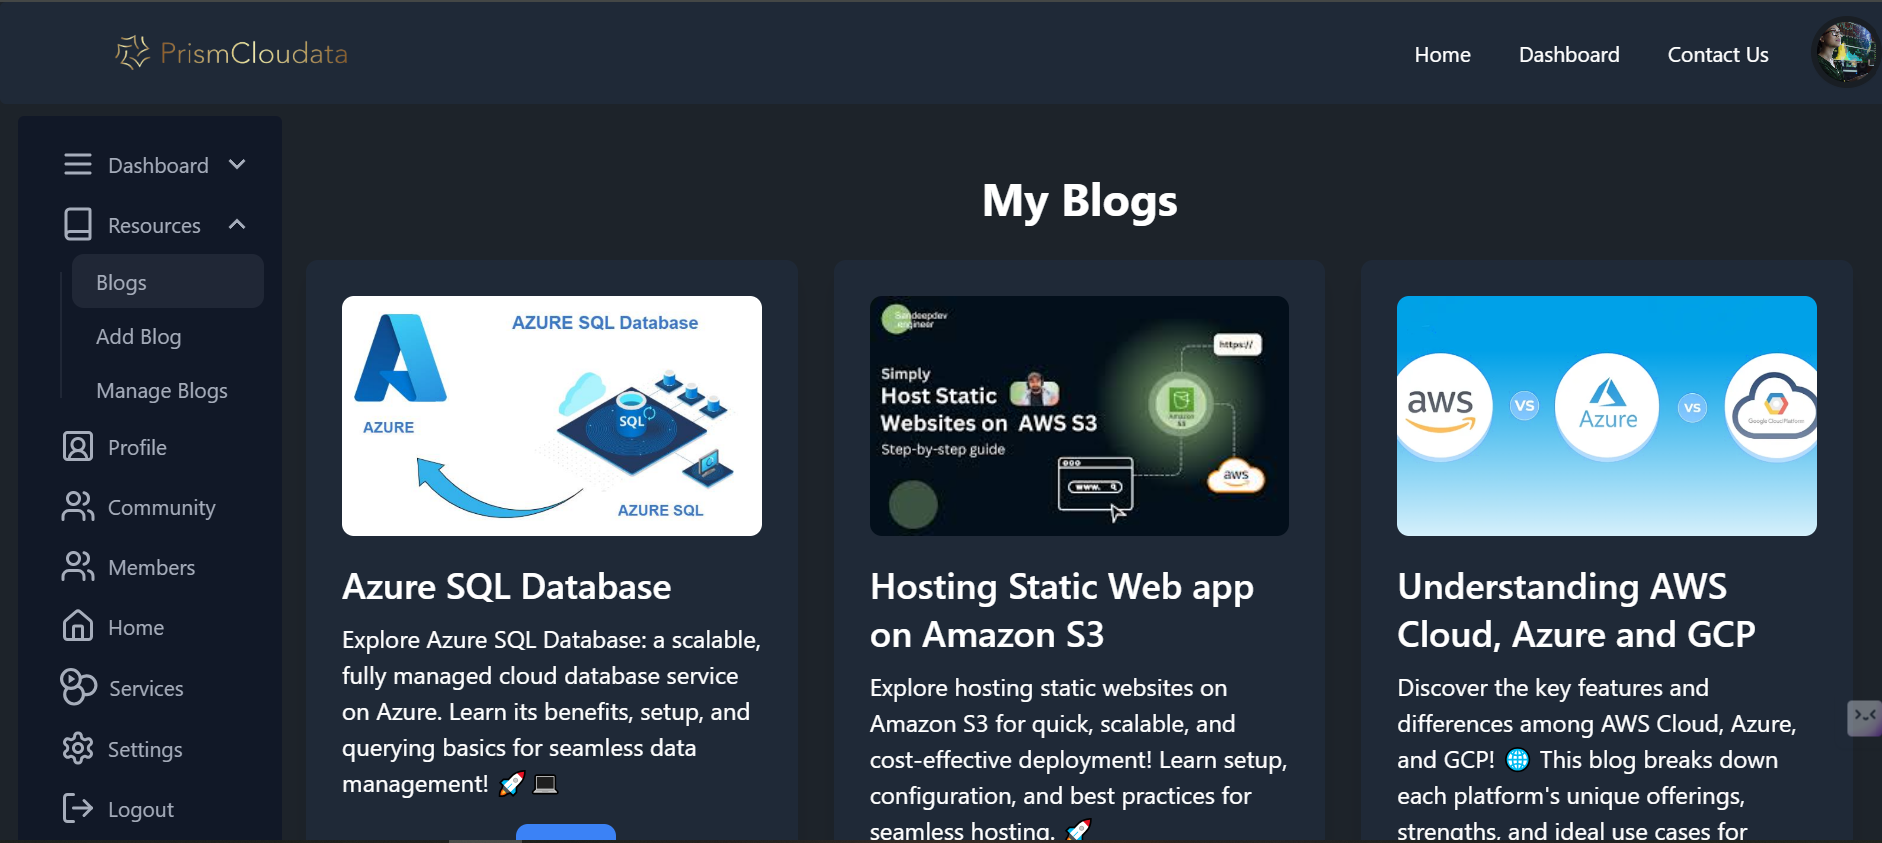 PrismCloudata
Home
Dashboard
Contact Us
Dashboard
Resources
Blogs
Add Blog
Manage Blogs
Profile
Community
Members
Home
Services
Settings
Logout
My Blogs
AZURE SQL Database
AZURE
SQL
AZURE SQL
Azure SQL Database
Explore Azure SQL Database: a scalable,
fully managed cloud database service
on Azure. Learn its benefits, setup, and
querying basics for seamless data
management! 🚀 💻
Sandeepdev
engineer
https://
Simply
Host Static
Websites on AWS S3
Step-by-step guide
Amazon
S3
www.
aws
Hosting Static Web app
on Amazon S3
Explore hosting static websites on
Amazon S3 for quick, scalable, and
cost-effective deployment! Learn setup,
configuration, and best practices for
seamless hosting. 🚀
aws
VS
Azure
VS
Google Cloud Platform
Understanding AWS
Cloud, Azure and GCP
Discover the key features and
differences among AWS Cloud, Azure,
and GCP! 🌐 This blog breaks down
each platform's unique offerings,
strengths, and ideal use cases for